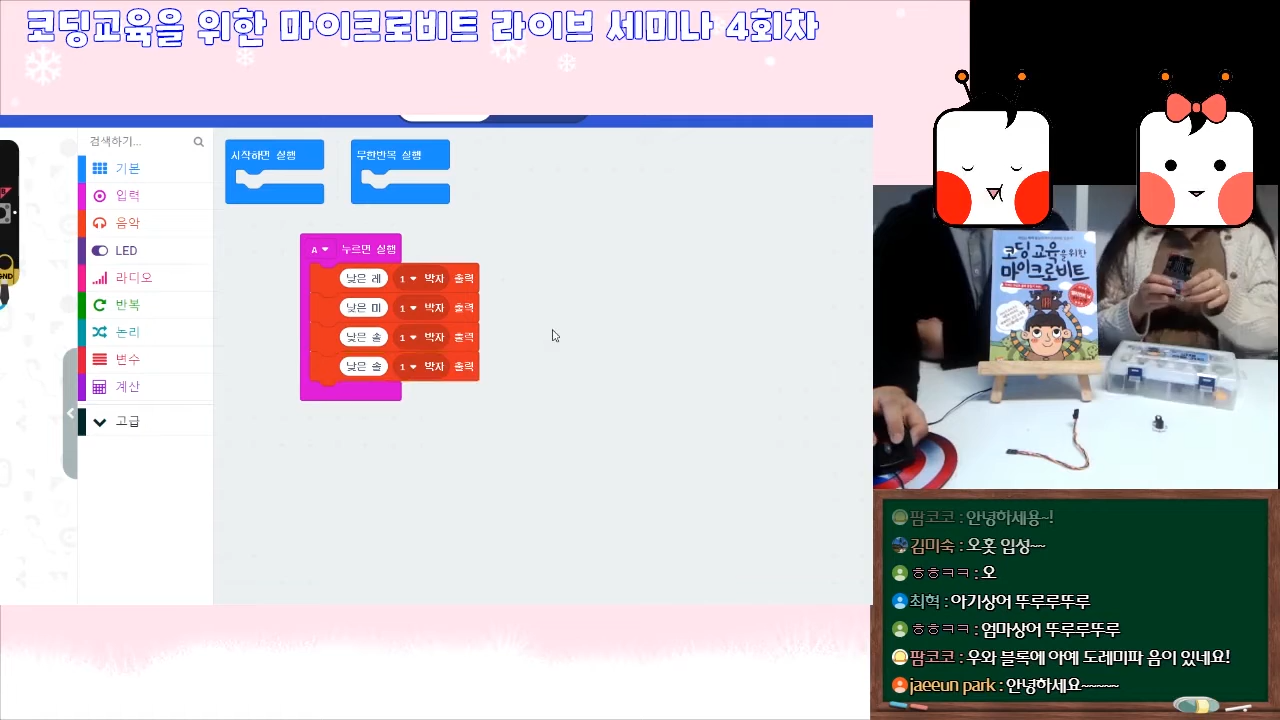 코딩교육을 위한 마이크로비트 라이브 세미나 4회차
검색하기...
기본
입력
음악
LED
라디오
반복
논리
변수
계산
고급
시작하면 실행
무한반복 실행
A 누르면 실행
낮은 레 1 박자 출력
낮은 미 1 박자 출력
낮은 솔 1 박자 출력
낮은 솔 1 박자 출력
GND
코딩교육을위한
마이크로비트
팜코코 : 안녕하세용~!
김미숙 : 오홋 입성~~
ㅎㅎㅋㅋ : 오
최혁 : 아기상어 뚜루루뚜루
ㅎㅎㅋㅋ : 엄마상어 뚜루루뚜루
팜코코 : 우와 블록에 아예 도레미파 음이 있네요!
jaeeun park : 안녕하세요~~~~~